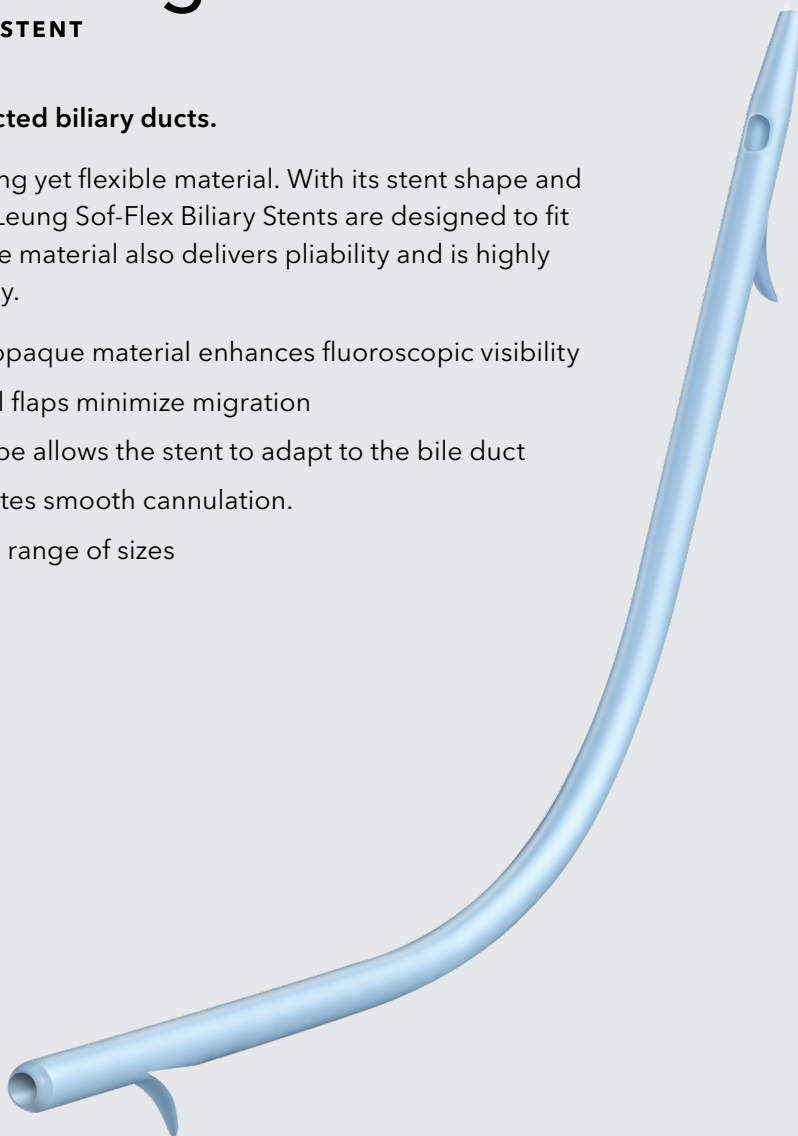 STENT
cted biliary ducts.
ng yet flexible material. With its stent shape and
Leung Sof-Flex Biliary Stents are designed to fit
e material also delivers pliability and is highly
y.
opaque material enhances fluoroscopic visibility
l flaps minimize migration
pe allows the stent to adapt to the bile duct
tes smooth cannulation.
range of sizes